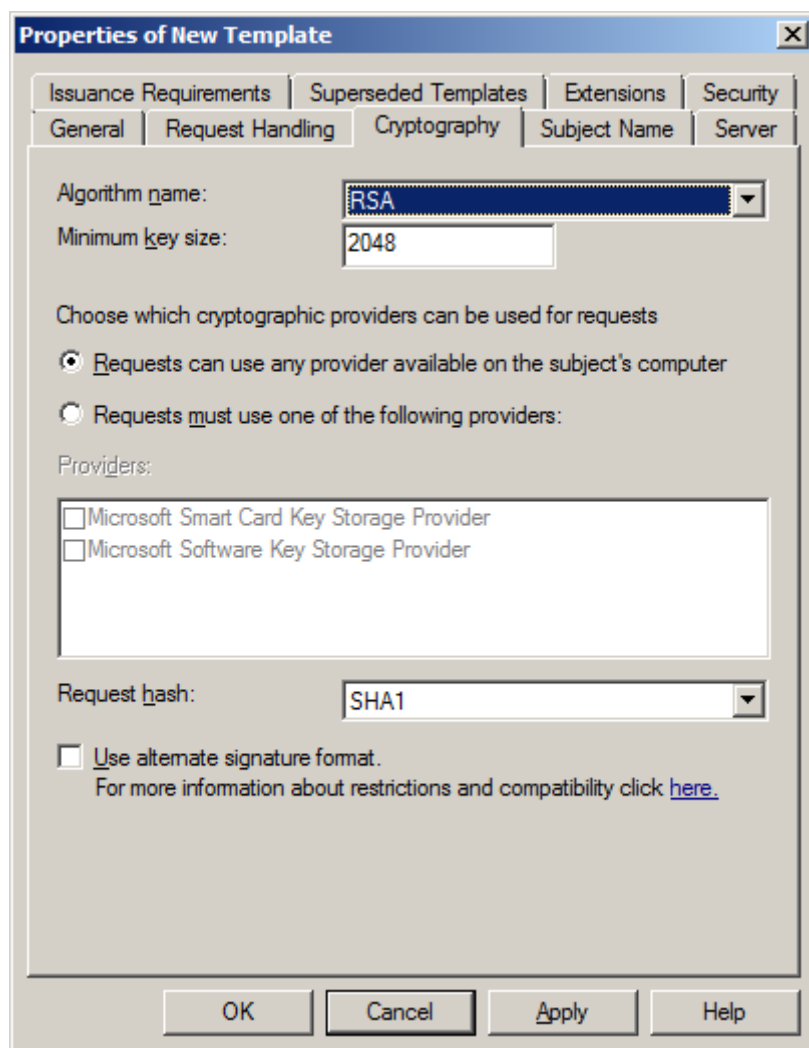 Properties of New Template
Issuance Requirements
Superseded Templates
Extensions
Security
General
Request Handling
Cryptography
Subject Name
Server
Algorithm name:
RSA
Minimum key size:
2048
Choose which cryptographic providers can be used for requests
Requests can use any provider available on the subject's computer
Requests must use one of the following providers:
Providers:
Microsoft Smart Card Key Storage Provider
Microsoft Software Key Storage Provider
Request hash:
SHA1
Use alternate signature format.
For more information about restrictions and compatibility click here.
OK
Cancel
Apply
Help